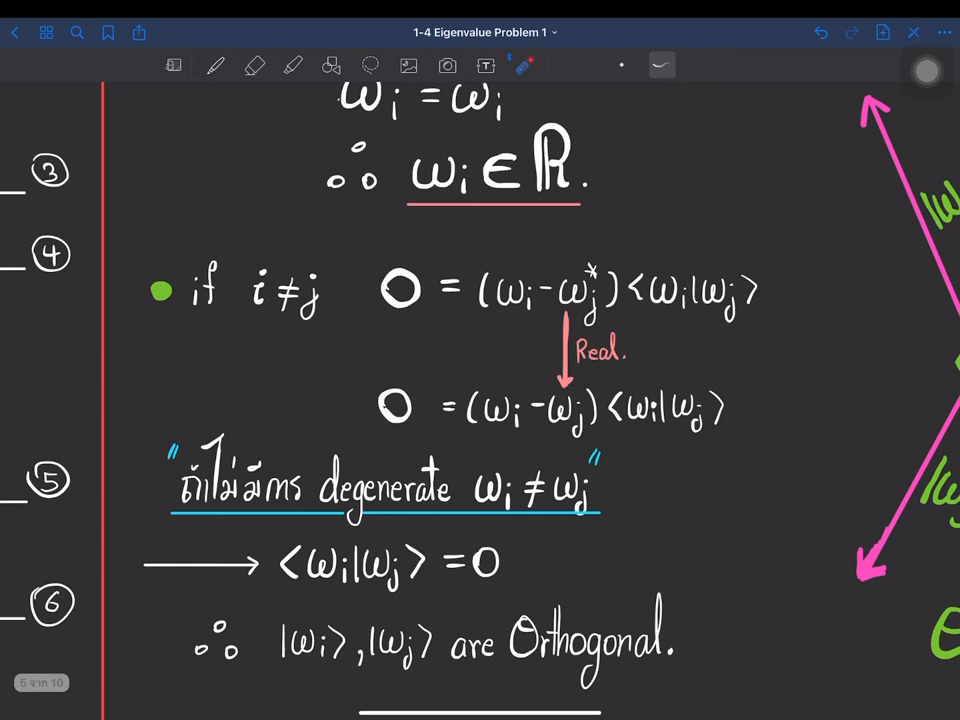 1-4 Eigenvalue Problem 1
ωi = ωi
∴ ωi ∈ ℝ.
③
④
if i ≠ j 0 = (ωi - ωj*) <ωi|ωj>
Real.
0 = (ωi - ωj) <ωi|ωj>
"ถ้าไม่มีการ degenerate ωi ≠ ωj"
⑤
→ <ωi|ωj> = 0
⑥
∴ |ωi>, |ωj> are Orthogonal.
|ω
|ωj
5 จาก 10